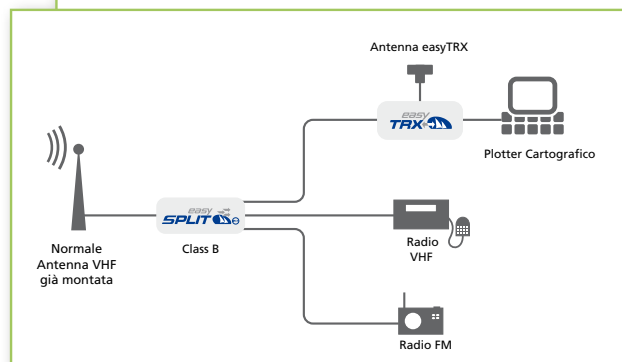 Antenna easyTRX
easy
TRX
Plotter Cartografico
easy
SPLIT
Normale
Antenna VHF
già montata
Class B
Radio
VHF
Radio FM